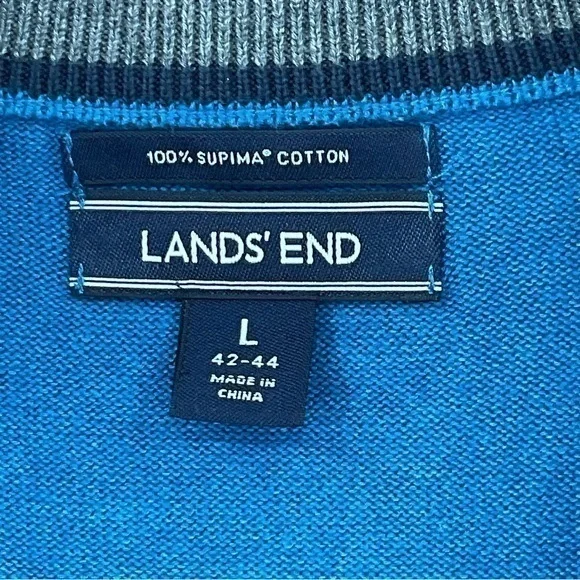 100% SUPIMA® COTTON
LANDS' END
L
42-44
MADE IN
CHINA